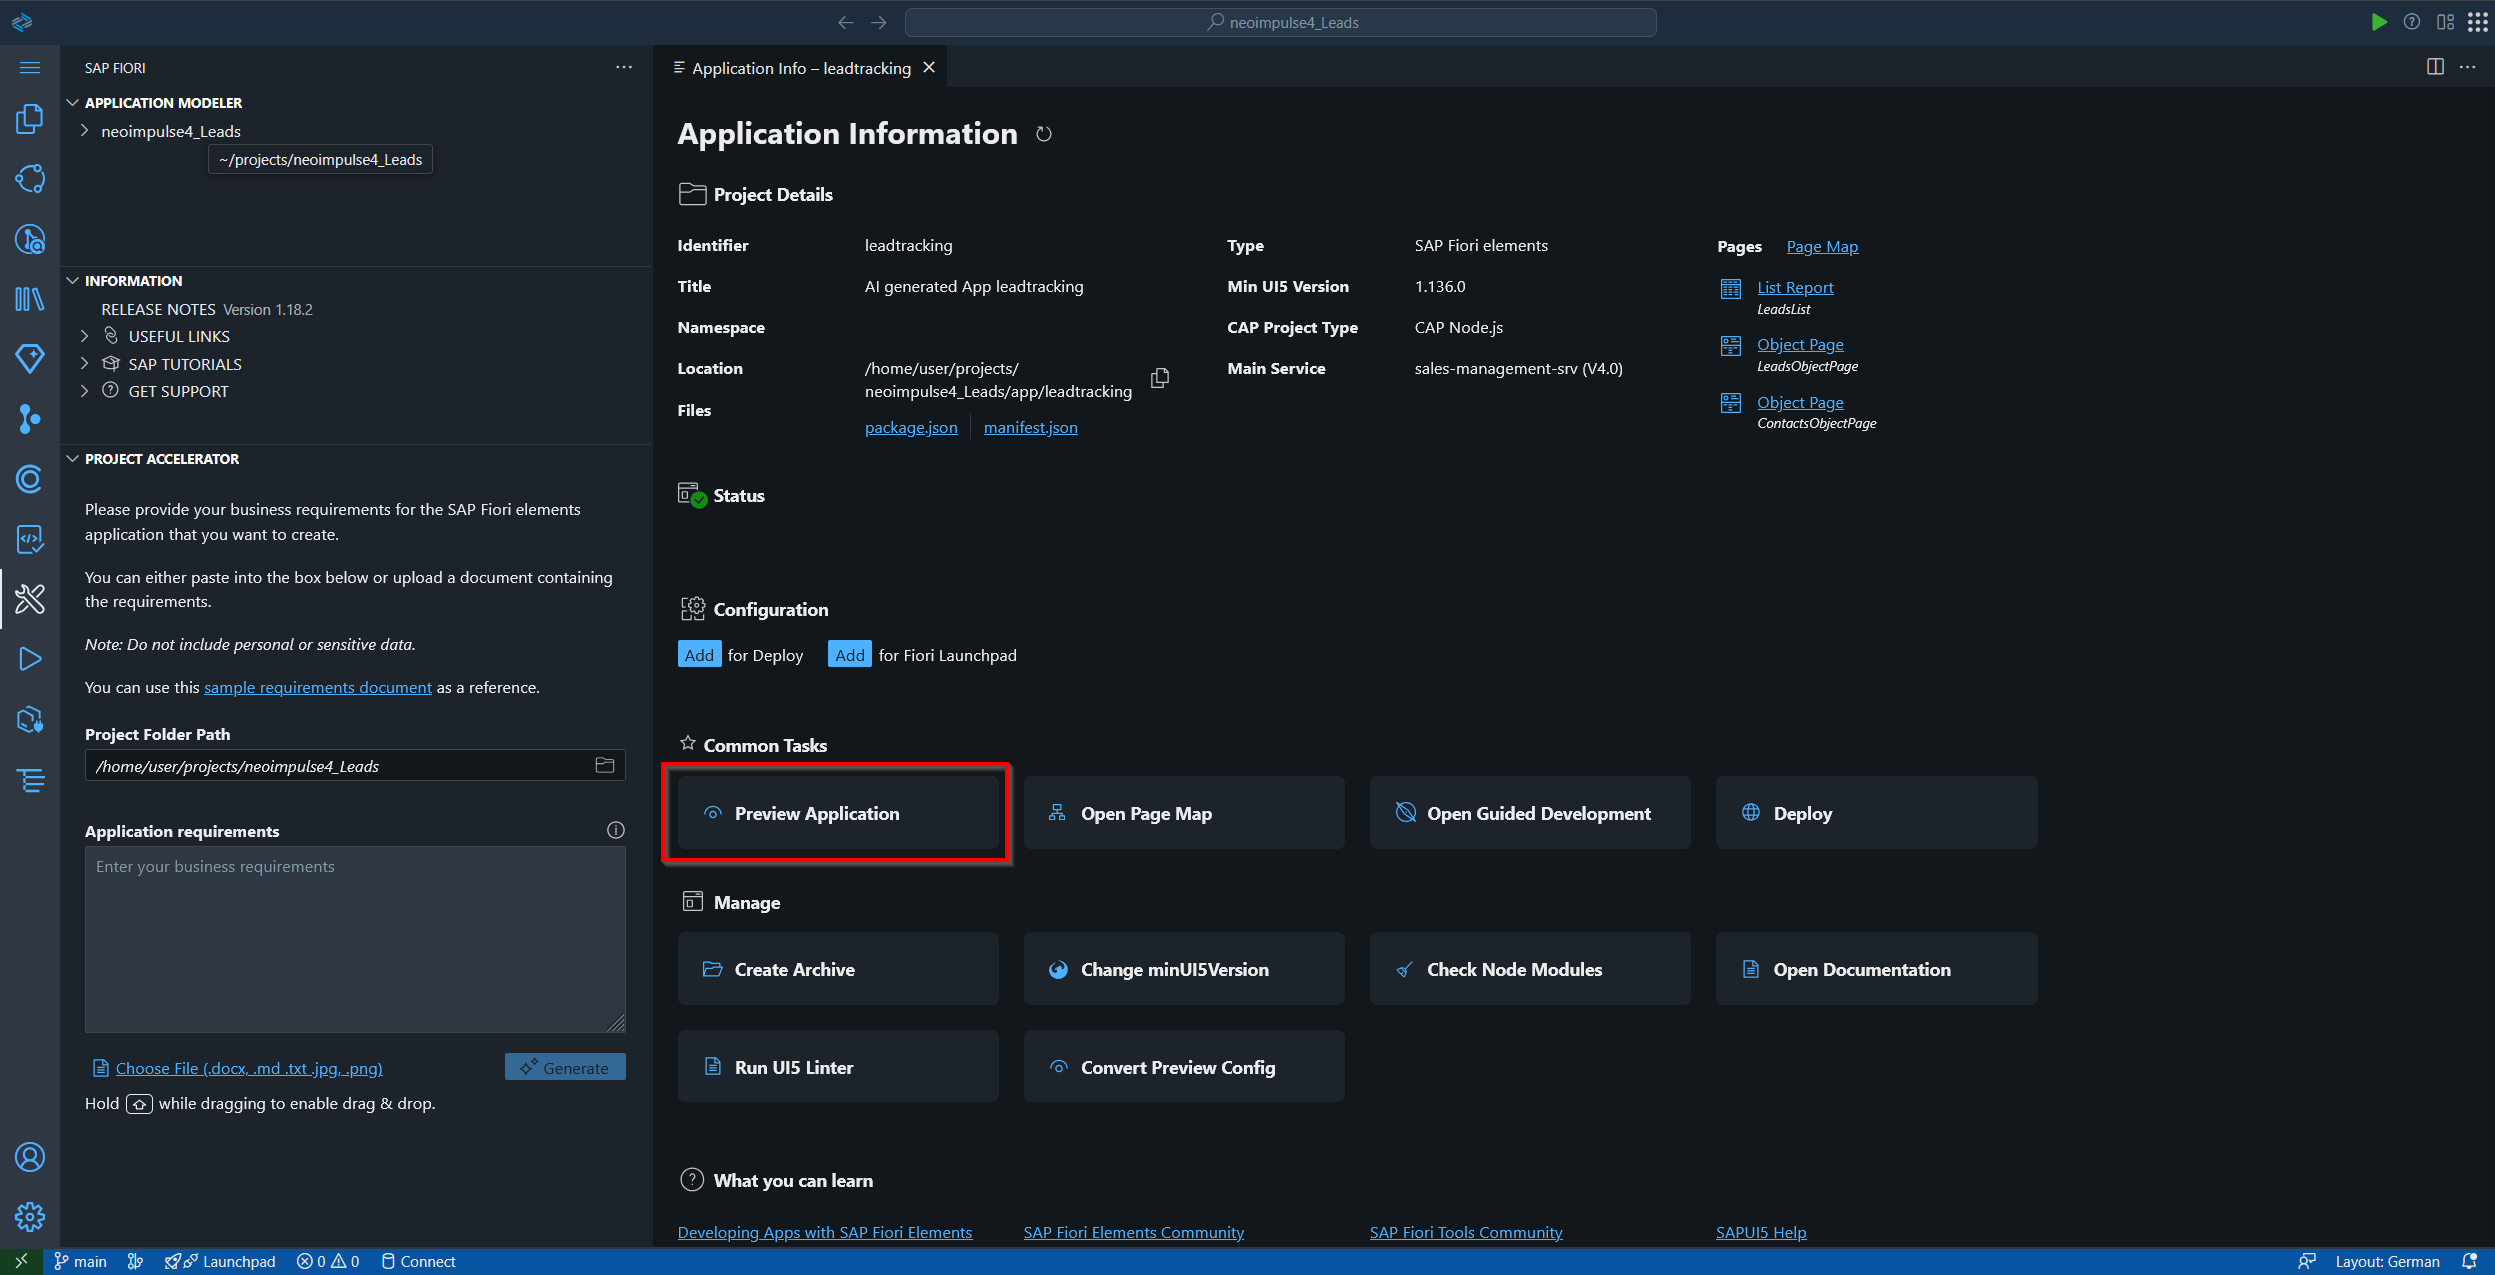 neoimpulse4_Leads
SAP FIORI
APPLICATION MODELER
neoimpulse4_Leads
~/projects/neoimpulse4_Leads
INFORMATION
RELEASE NOTES Version 1.18.2
USEFUL LINKS
SAP TUTORIALS
GET SUPPORT
PROJECT ACCELERATOR
Please provide your business requirements for the SAP Fiori elements
application that you want to create.
You can either paste into the box below or upload a document containing
the requirements.
Note: Do not include personal or sensitive data.
You can use this sample requirements document as a reference.
Project Folder Path
/home/user/projects/neoimpulse4_Leads
Application requirements
Enter your business requirements
Choose File (.docx, .md .txt .jpg, .png)
Generate
Hold while dragging to enable drag & drop.
Application Info – leadtracking
Application Information
Project Details
Identifier leadtracking
Title AI generated App leadtracking
Namespace
Location /home/user/projects/
neoimpulse4_Leads/app/leadtracking
Files package.json manifest.json
Type SAP Fiori elements
Min UI5 Version 1.136.0
CAP Project Type CAP Node.js
Main Service sales-management-srv (V4.0)
Pages Page Map
List Report
LeadsList
Object Page
LeadsObjectPage
Object Page
ContactsObjectPage
Status
Configuration
Add for Deploy Add for Fiori Launchpad
Common Tasks
Preview Application Open Page Map Open Guided Development Deploy
Manage
Create Archive Change minUI5Version Check Node Modules Open Documentation
Run UI5 Linter Convert Preview Config
What you can learn
Developing Apps with SAP Fiori Elements SAP Fiori Elements Community SAP Fiori Tools Community SAPUI5 Help
main Launchpad 0 0 Connect Layout: German